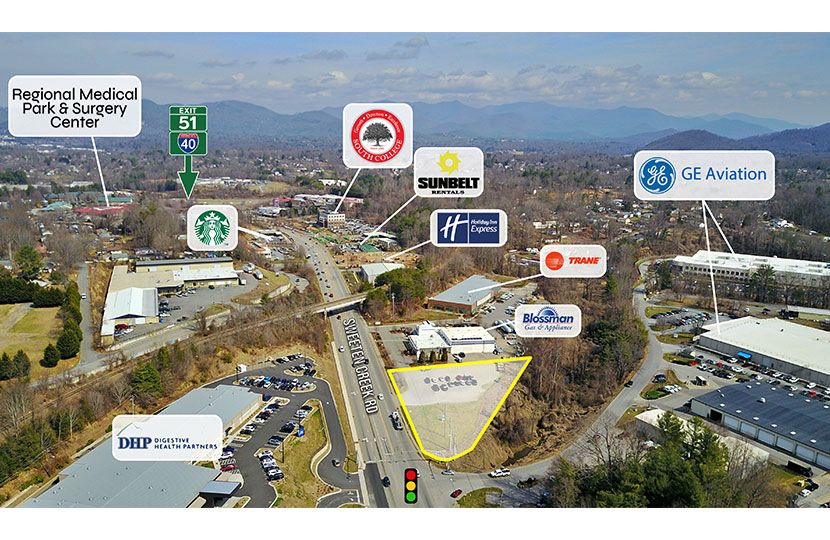 Regional Medical
Park & Surgery
Center
EXIT
51
40
SOUTH COLLEGE
SUNBELT
RENTALS
Holiday Inn
Express
GE Aviation
TRANE
Blossman
Gas & Appliance
SWEETEN CREEK RD
DHP DIGESTIVE
HEALTH PARTNERS